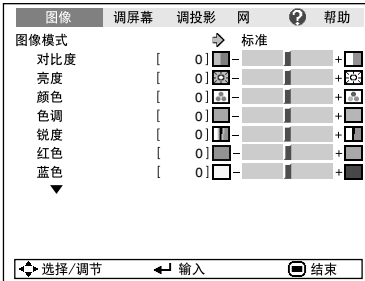 图像 调屏幕 调投影 网 ? 帮助
图像模式 标准
对比度 [ 0] - +
亮度 [ 0] - +
颜色 [ 0] - +
色调 [ 0] - +
锐度 [ 0] - +
红色 [ 0] - +
蓝色 [ 0] - +
选择/调节 输入 结束